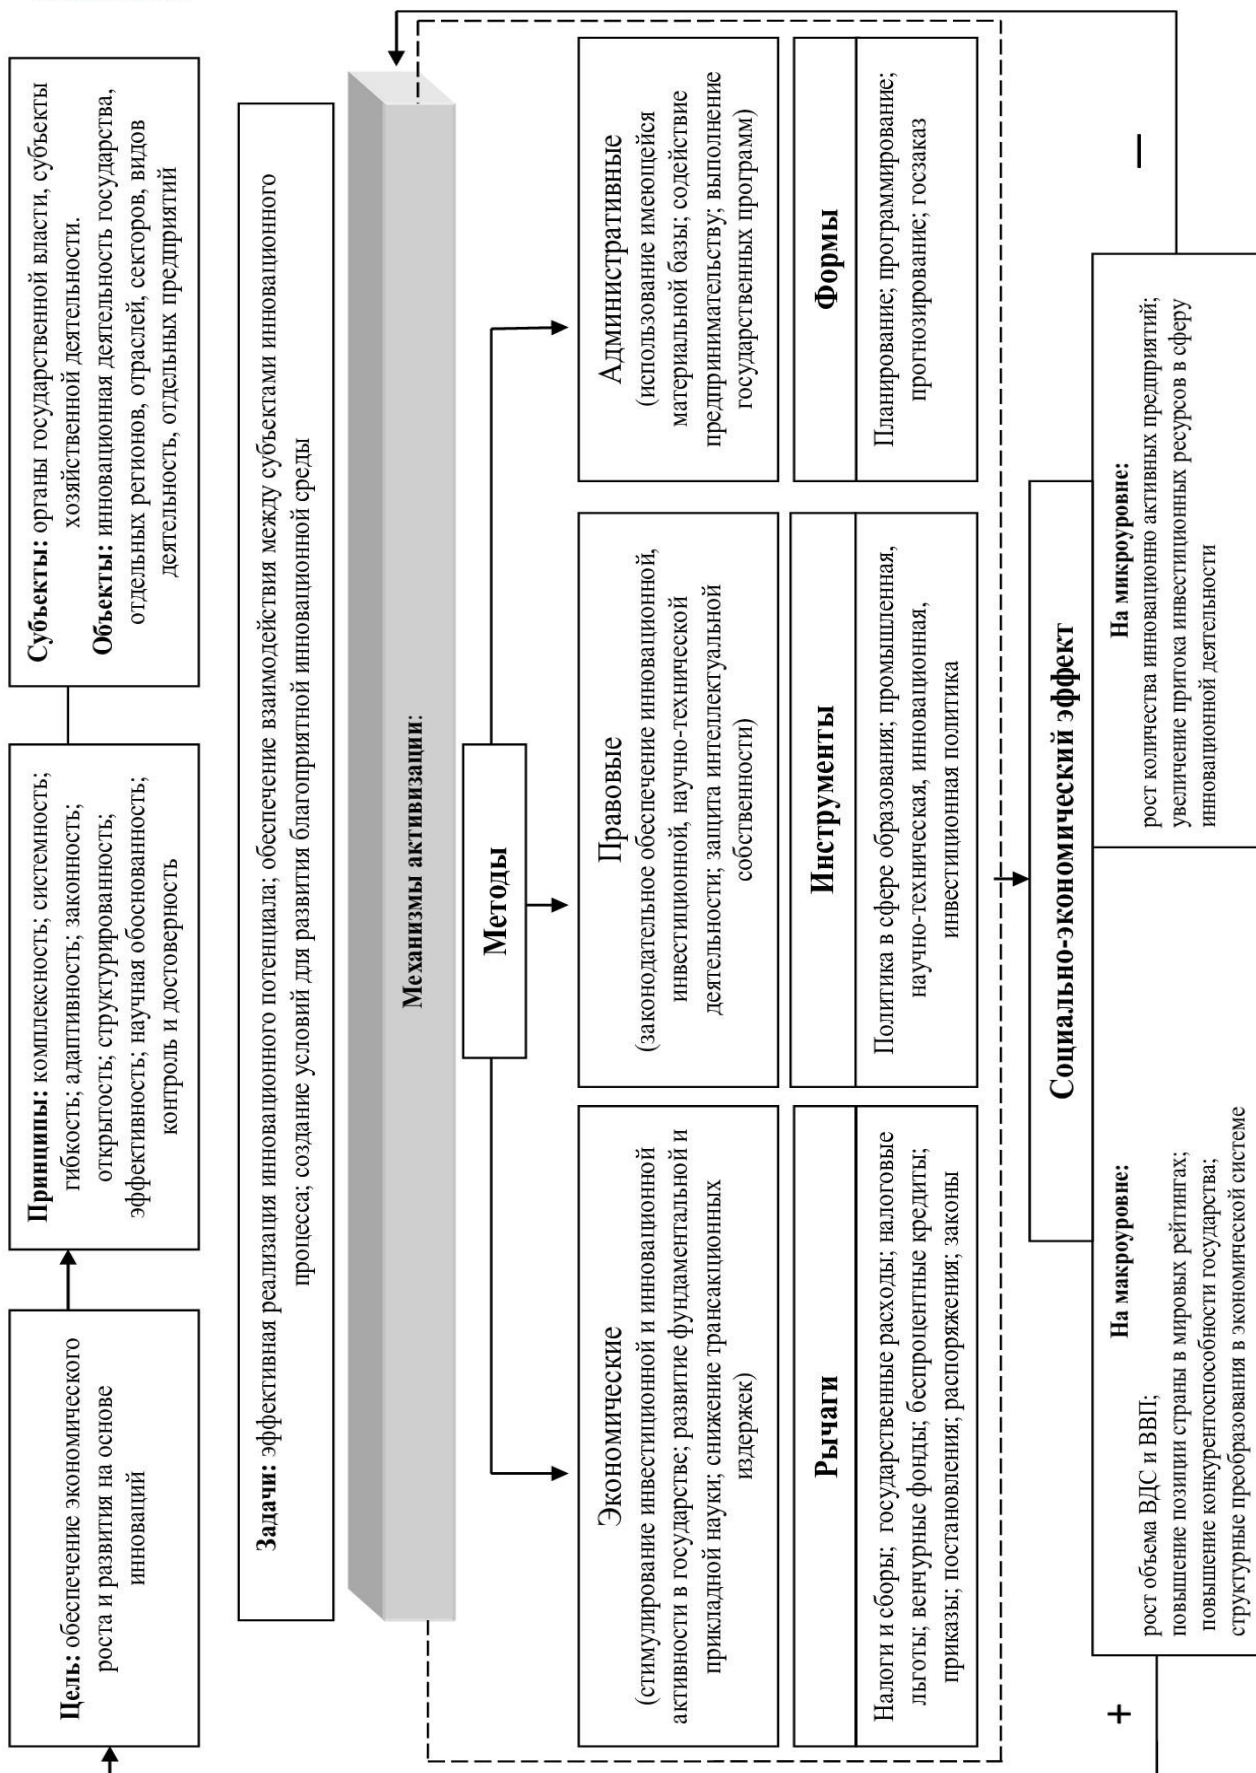 Цель: обеспечение экономического
роста и развития на основе
инноваций
Принципы: комплексность; системность;
гибкость; адаптивность; законность;
открытость; структурированность;
эффективность; научная обоснованность;
контроль и достоверность
Субъекты: органы государственной власти, субъекты
хозяйственной деятельности.
Объекты: инновационная деятельность государства,
отдельных регионов, отраслей, секторов, видов
деятельность, отдельных предприятий
Задачи: эффективная реализация инновационного потенциала; обеспечение взаимодействия между субъектами инновационного
процесса; создание условий для развития благоприятной инновационной среды
Механизмы активизации:
Методы
Экономические
(стимулирование инвестиционной и инновационной
активности в государстве; развитие фундаментальной и
прикладной науки; снижение трансакционных
издержек)
Правовые
(законодательное обеспечение инновационной,
инвестиционной, научно-технической
деятельности; защита интеллектуальной
собственности)
Административные
(использование имеющейся
материальной базы; содействие
предпринимательству; выполнение
государственных программ)
Рычаги
Налоги и сборы; государственные расходы; налоговые
льготы; венчурные фонды; беспроцентные кредиты;
приказы; постановления; распоряжения; законы
Инструменты
Политика в сфере образования; промышленная,
научно-техническая, инновационная,
инвестиционная политика
Формы
Планирование; программирование;
прогнозирование; госзаказ
Социально-экономический эффект
+
–
На макроуровне:
рост объема ВДС и ВВП;
повышение позиции страны в мировых рейтингах;
повышение конкурентоспособности государства;
структурные преобразования в экономической системе
На микроуровне:
рост количества инновационно активных предприятий;
увеличение притока инвестиционных ресурсов в сферу
инновационной деятельности